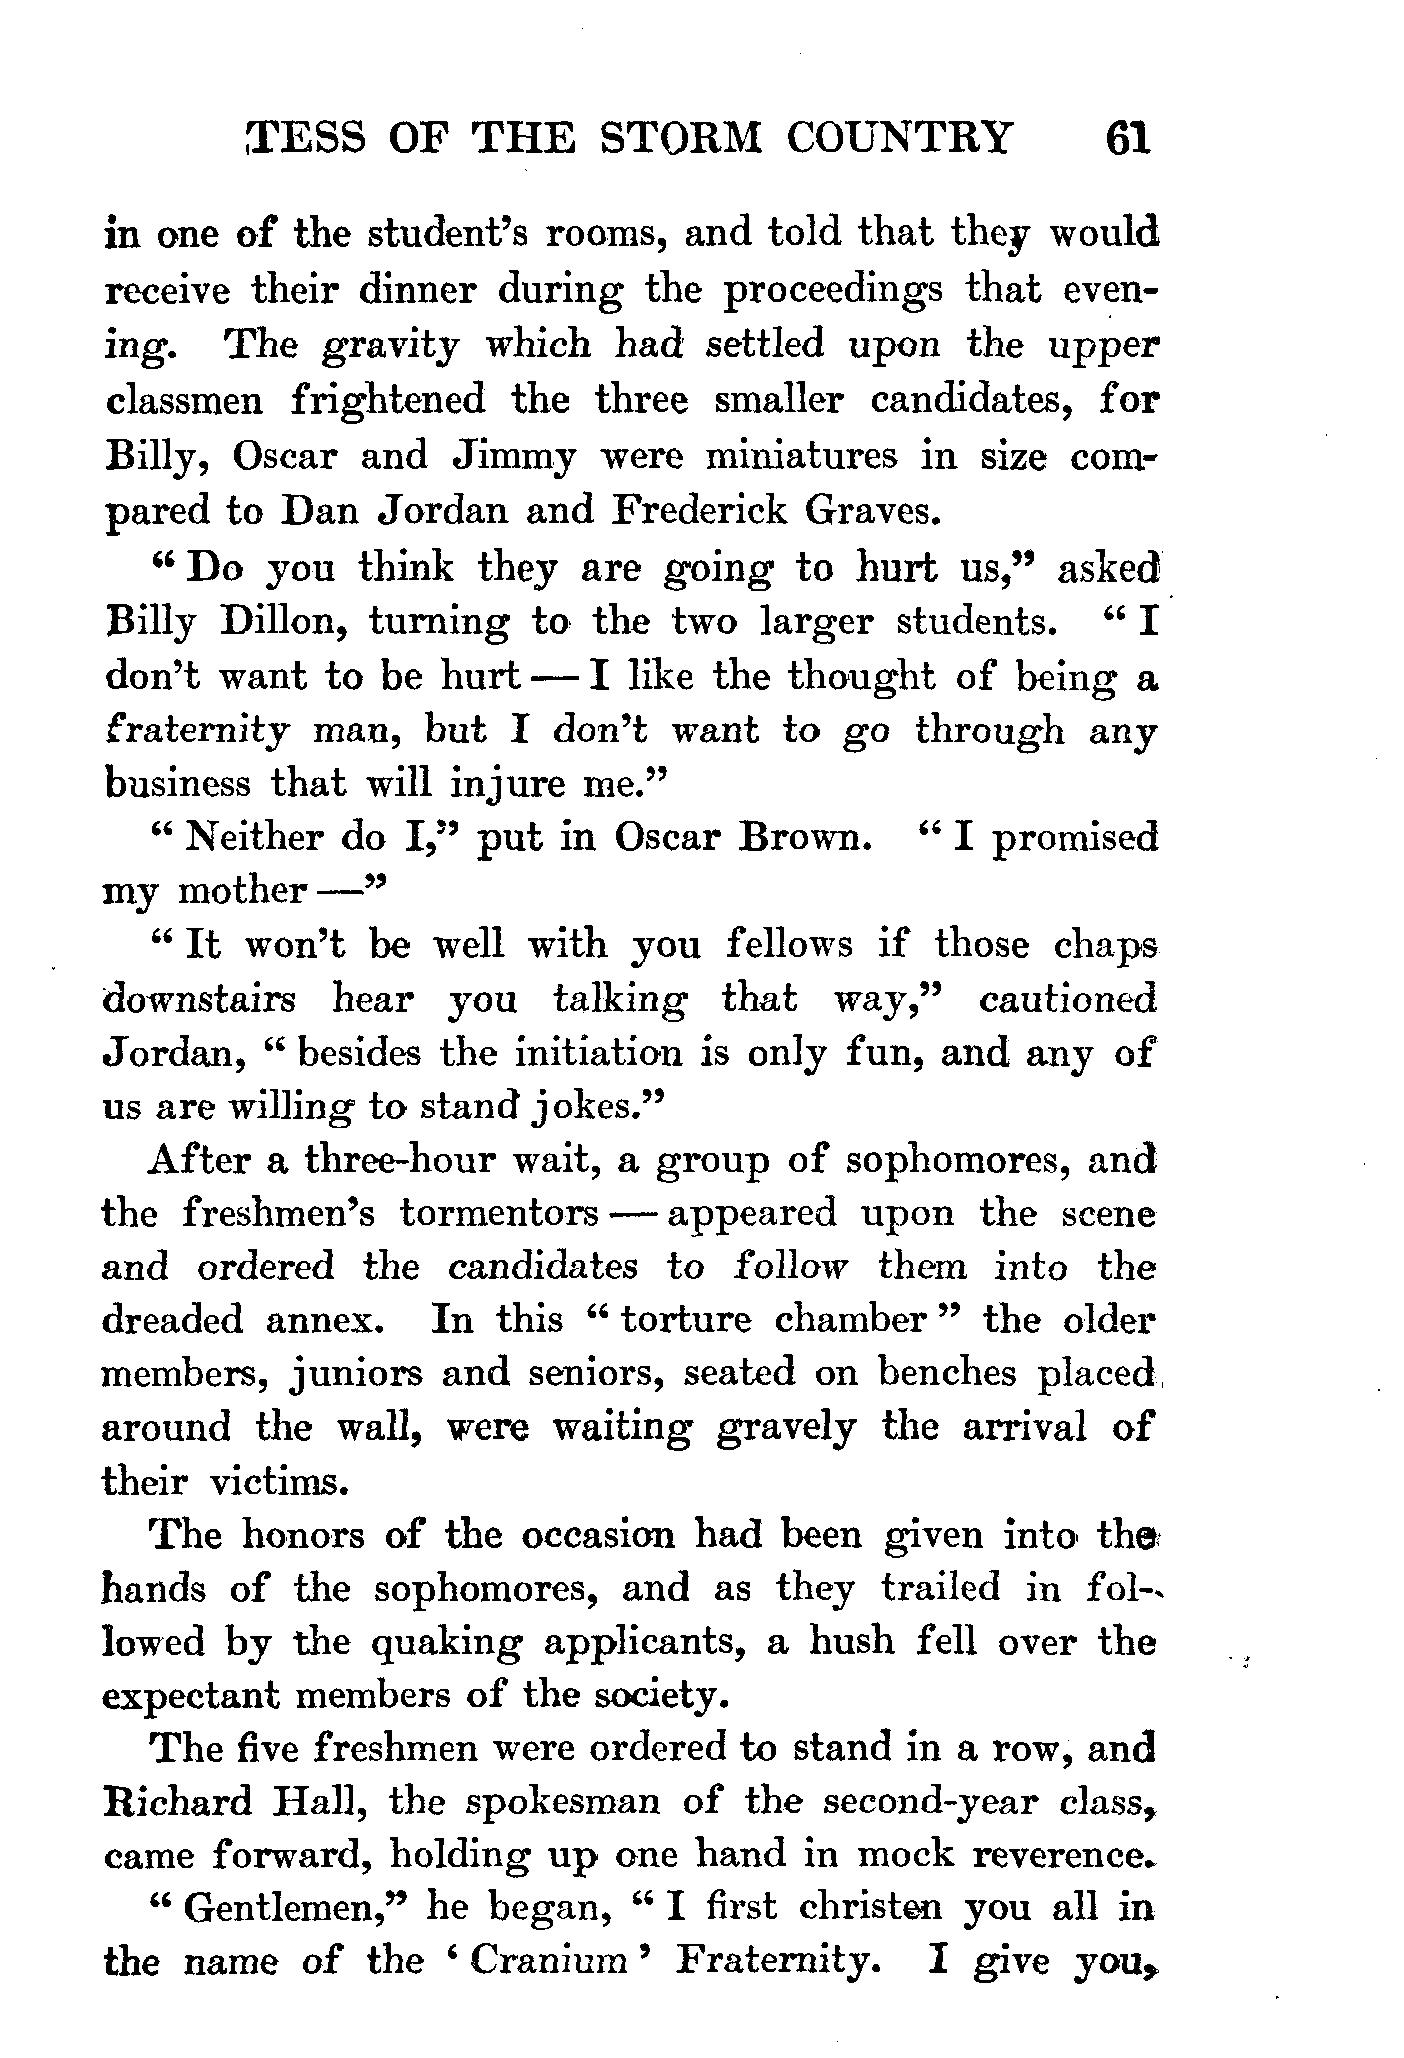 TESS OF THE STORM COUNTRY 61
in one of the student's rooms, and told that they would
receive their dinner during the proceedings that even-
ing. The gravity which had settled upon the upper
classmen frightened the three smaller candidates, for
Billy, Oscar and Jimmy were miniatures in size com-
pared to Dan Jordan and Frederick Graves.
“ Do you think they are going to hurt us,” asked
Billy Dillon, turning to the two larger students. “ I
don't want to be hurt — I like the thought of being a
fraternity man, but I don't want to go through any
business that will injure me.”
“ Neither do I,” put in Oscar Brown. “ I promised
my mother —”
“ It won't be well with you fellows if those chaps
downstairs hear you talking that way,” cautioned
Jordan, “ besides the initiation is only fun, and any of
us are willing to stand jokes.”
After a three-hour wait, a group of sophomores, and
the freshmen's tormentors — appeared upon the scene
and ordered the candidates to follow them into the
dreaded annex. In this “ torture chamber ” the older
members, juniors and seniors, seated on benches placed
around the wall, were waiting gravely the arrival of
their victims.
The honors of the occasion had been given into the
hands of the sophomores, and as they trailed in fol-
lowed by the quaking applicants, a hush fell over the
expectant members of the society.
The five freshmen were ordered to stand in a row, and
Richard Hall, the spokesman of the second-year class,
came forward, holding up one hand in mock reverence.
“ Gentlemen,” he began, “ I first christen you all in
the name of the ‘ Cranium ’ Fraternity. I give you,